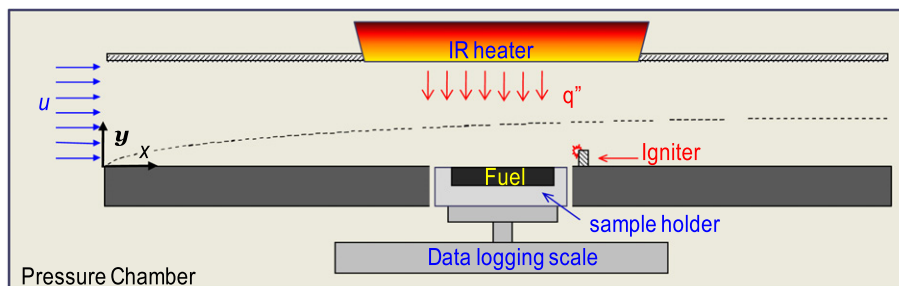 IR heater
u
q”
y
x
Igniter
Fuel
sample holder
Data logging scale
Pressure Chamber